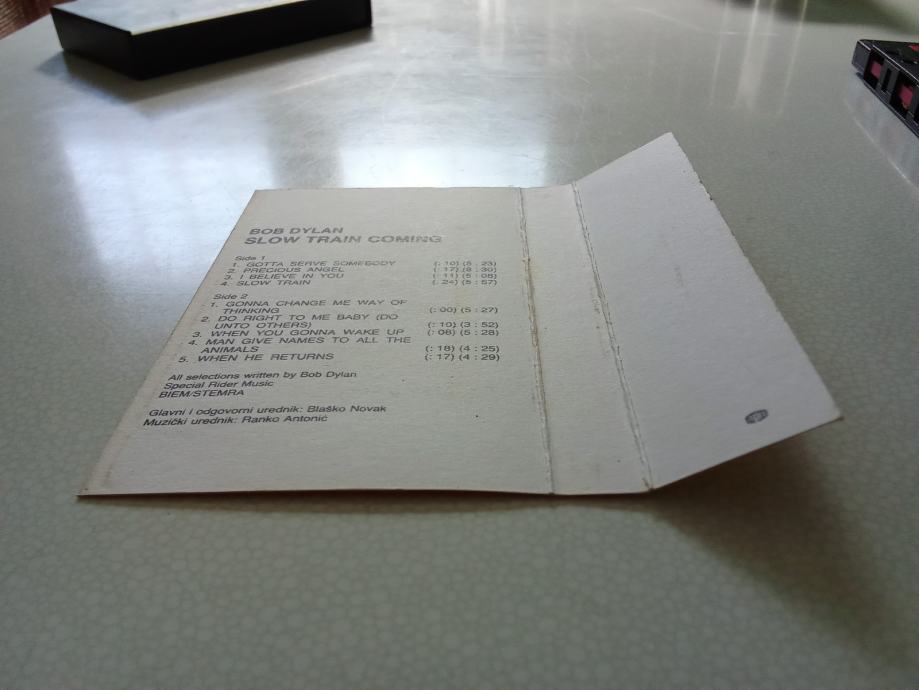 BOB DYLAN
SLOW TRAIN COMING
Side 1
1. GOTTA SERVE SOMEBODY (: 10) (5 : 23)
2. PRECIOUS ANGEL (: 17) (6 : 30)
3. I BELIEVE IN YOU (: 11) (5 : 08)
4. SLOW TRAIN (: 24) (5 : 57)
Side 2
1. GONNA CHANGE ME WAY OF
THINKING (: 00) (5 : 27)
2. DO RIGHT TO ME BABY (DO
UNTO OTHERS) (: 10) (3 : 52)
3. WHEN YOU GONNA WAKE UP (: 08) (5 : 28)
4. MAN GIVE NAMES TO ALL THE
ANIMALS (: 18) (4 : 25)
5. WHEN HE RETURNS (: 17) (4 : 29)
All selections written by Bob Dylan
Special Rider Music
BIEM/STEMRA
Glavni i odgovorni urednik: Blaško Novak
Muzički urednik: Ranko Antonić